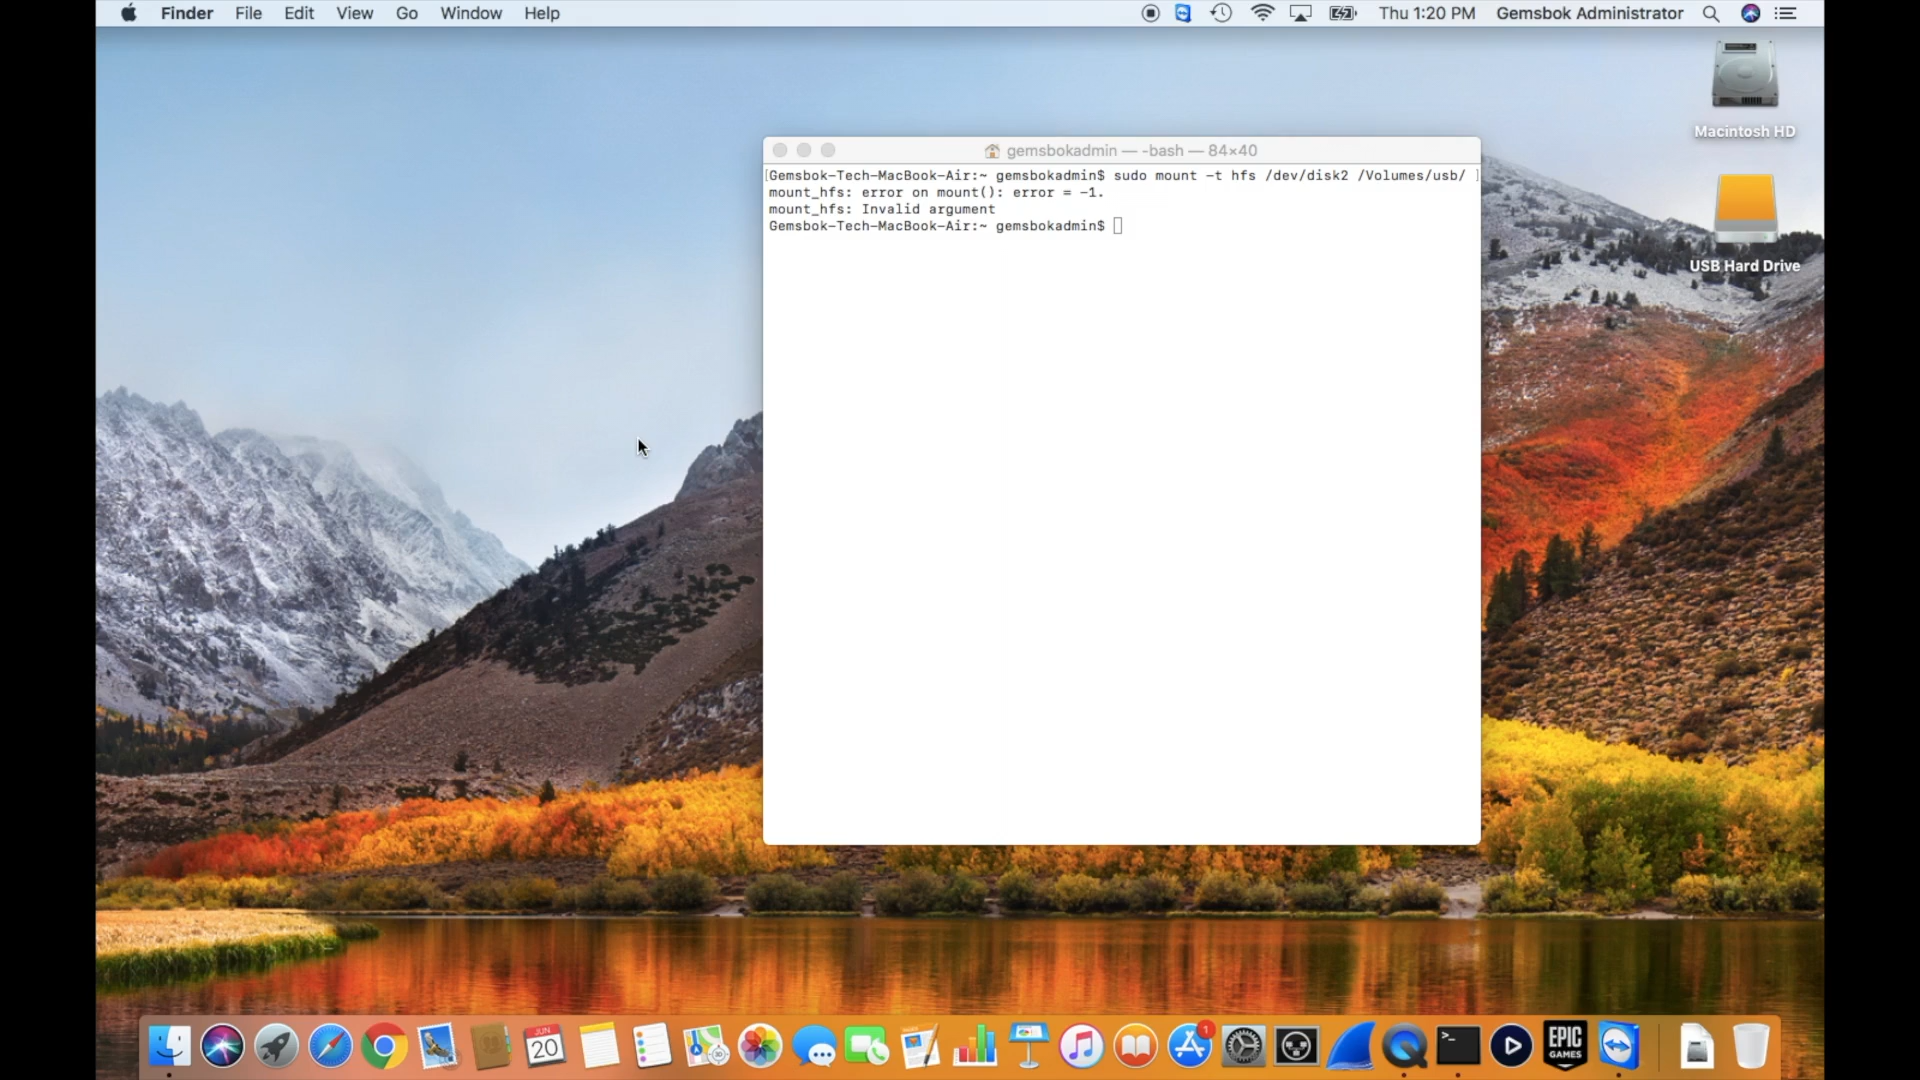 Finder File Edit View Go Window Help Thu 1:20 PM Gemsbok Administrator
Macintosh HD
USB Hard Drive
gemsbokadmin — -bash — 84×40
[Gemsbok-Tech-MacBook-Air:~ gemsbokadmin$ sudo mount -t hfs /dev/disk2 /Volumes/usb/ ]
mount_hfs: error on mount(): error = -1.
mount_hfs: Invalid argument
Gemsbok-Tech-MacBook-Air:~ gemsbokadmin$
JUN
20
1
>_
EPIC
GAMES